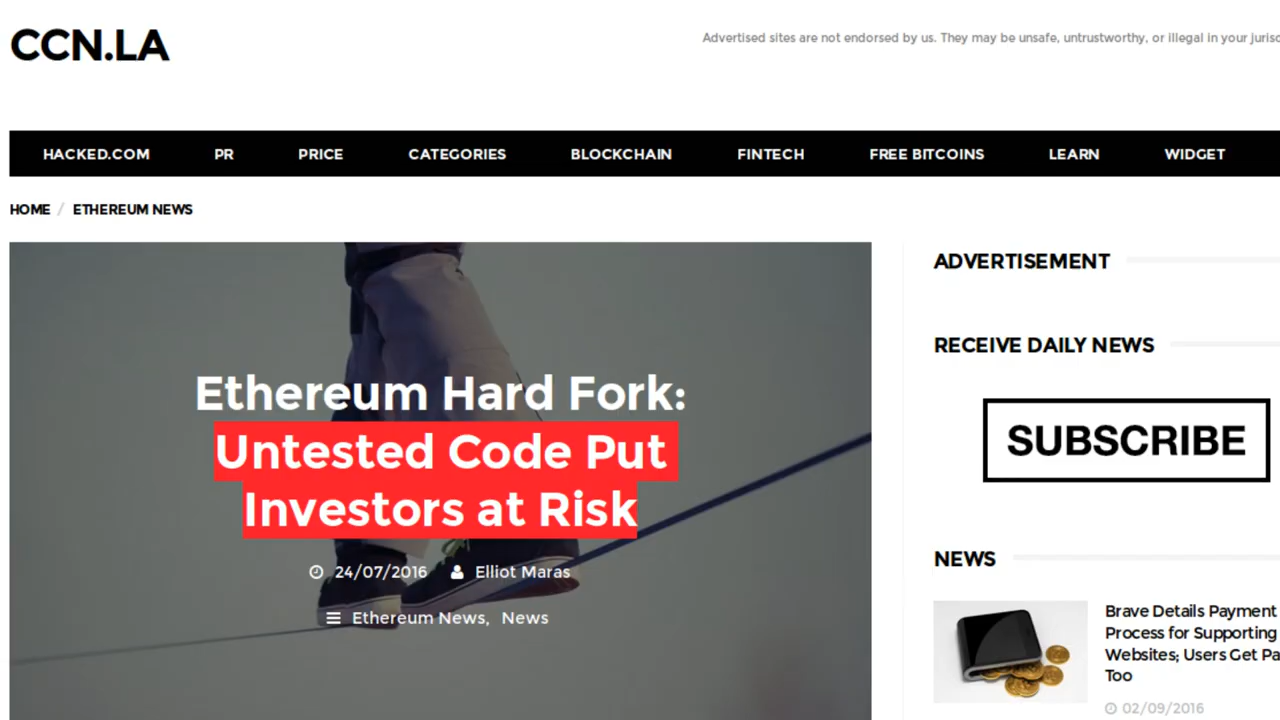 CCN.LA
Advertised sites are not endorsed by us. They may be unsafe, untrustworthy, or illegal in your
HACKED.COM PR PRICE CATEGORIES BLOCKCHAIN FINTECH FREE BITCOINS LEARN WIDGET
HOME / ETHEREUM NEWS
Ethereum Hard Fork:
Untested Code Put
Investors at Risk
24/07/2016 Elliot Maras
Ethereum News, News
ADVERTISEMENT
RECEIVE DAILY NEWS
SUBSCRIBE
NEWS
Brave Details Payment
Process for Supporting
Websites; Users Get
Too
02/09/2016